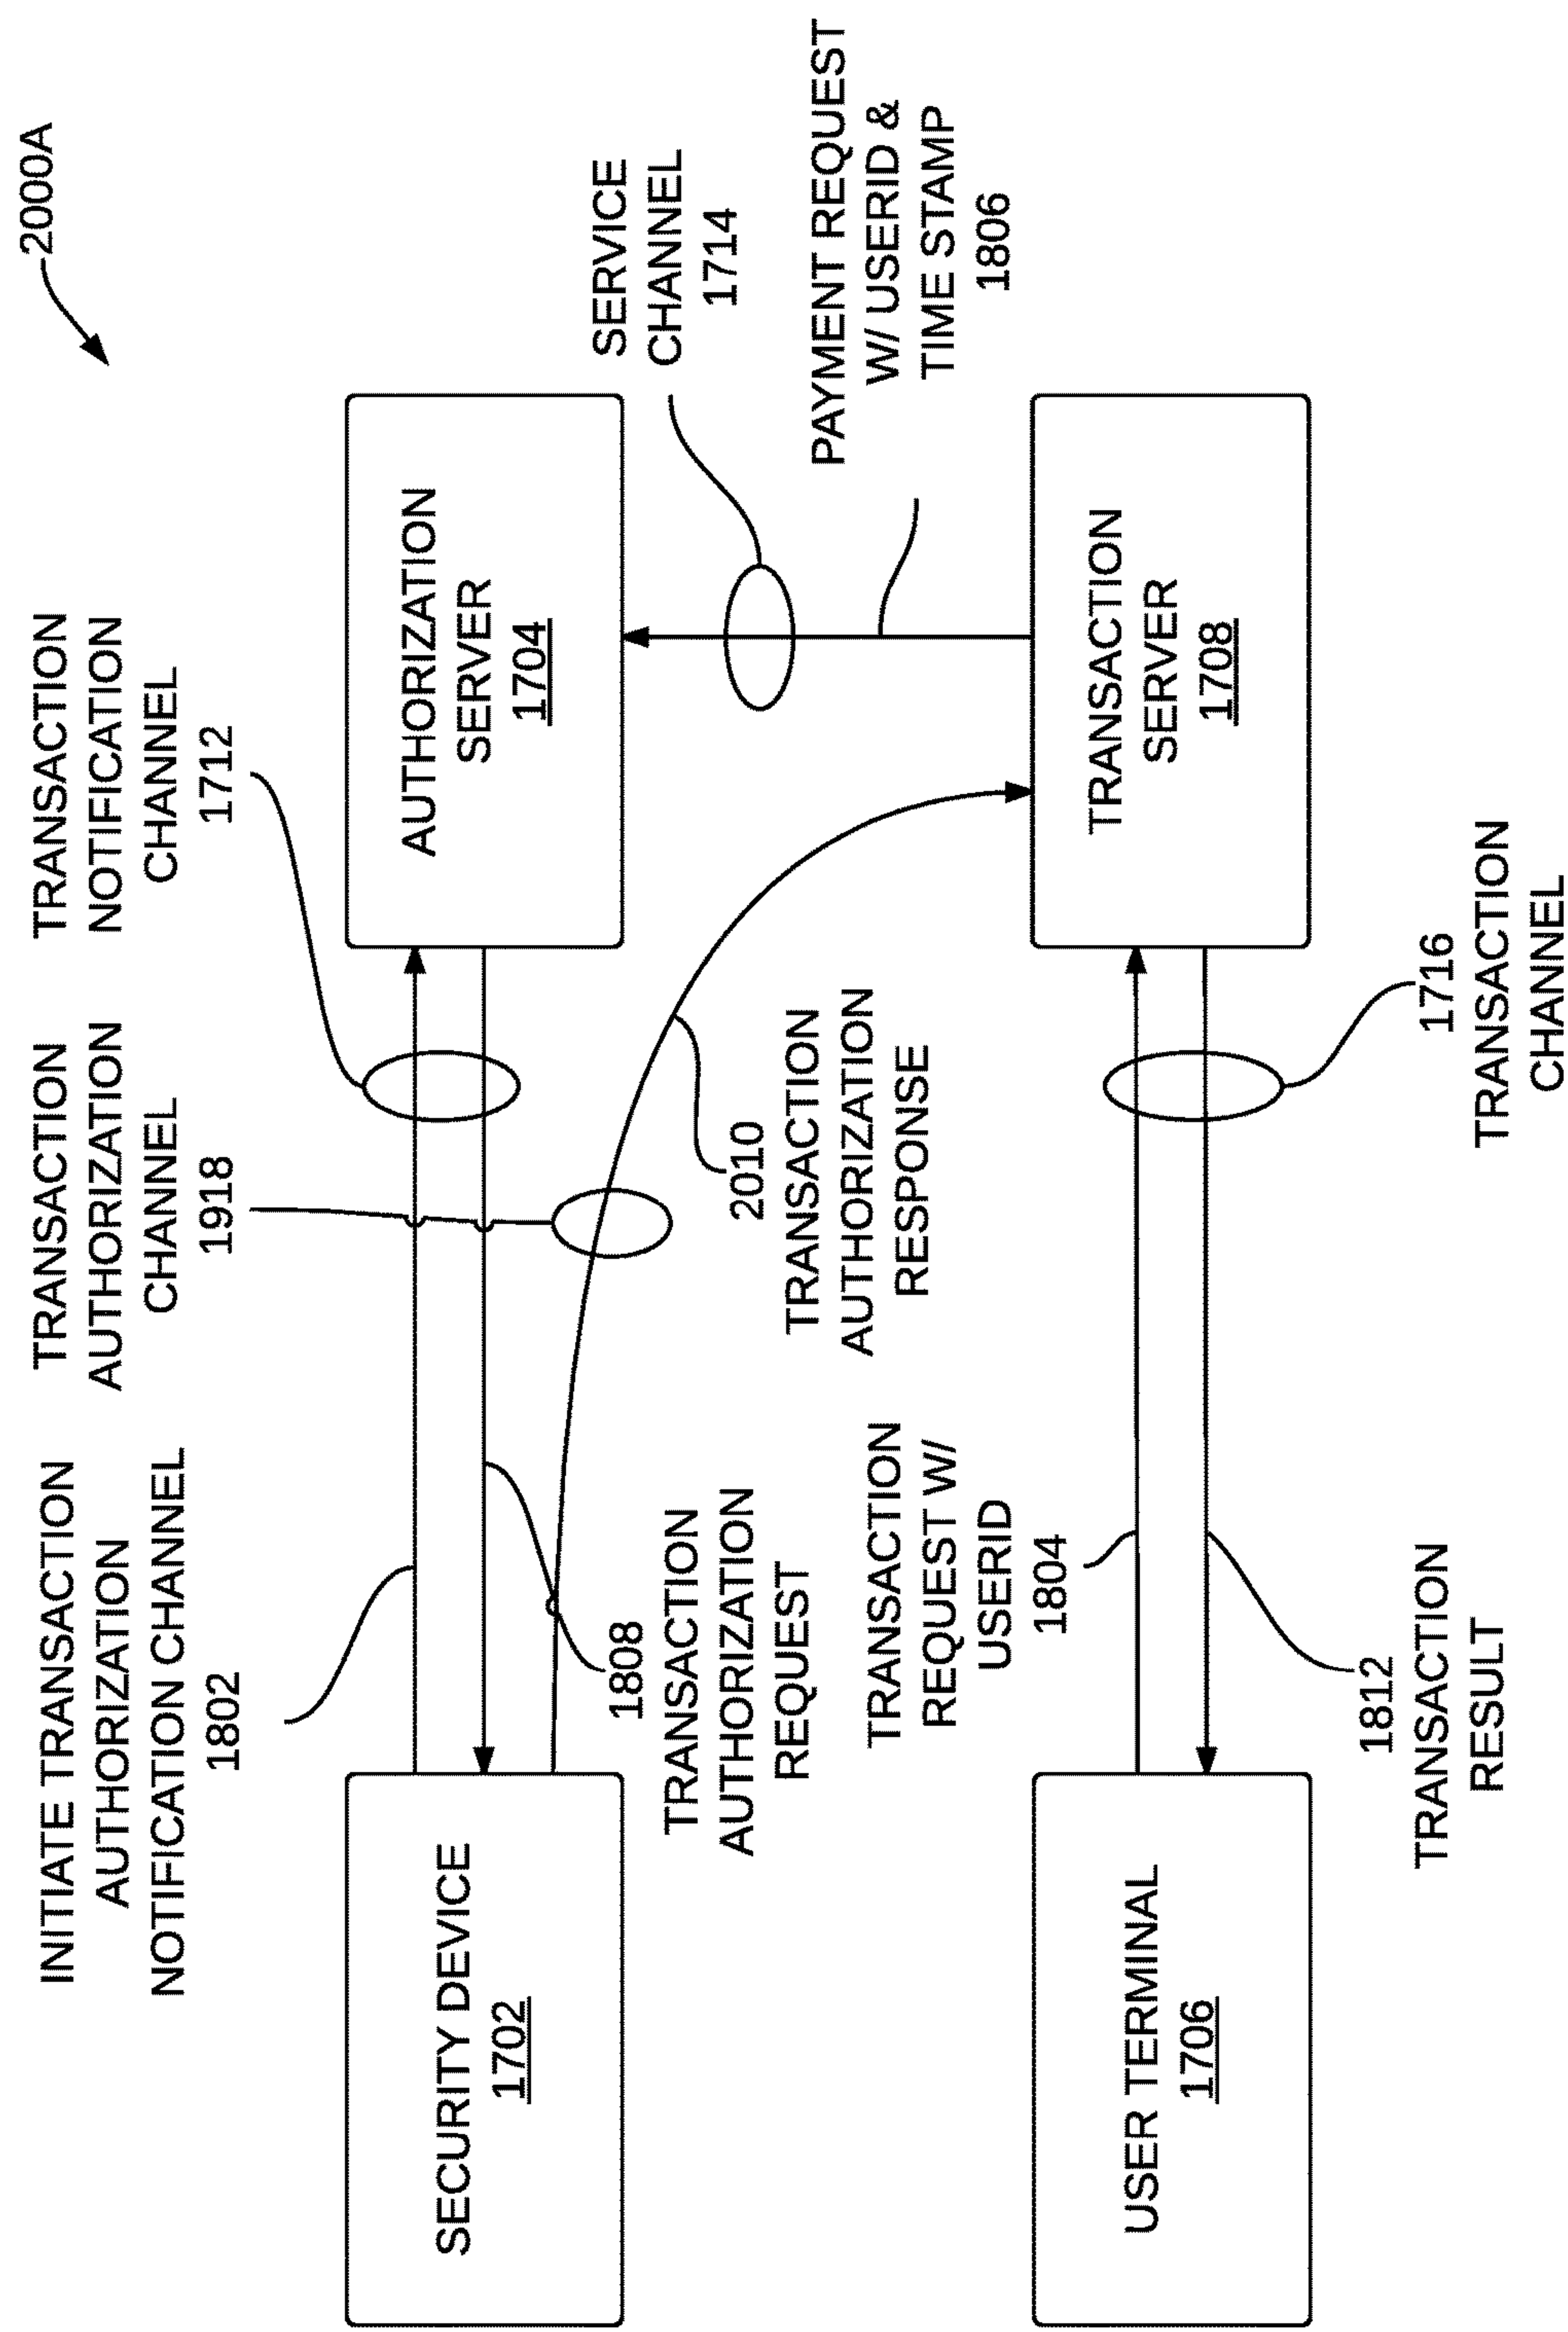 2000A
INITIATE TRANSACTION
AUTHORIZATION
NOTIFICATION CHANNEL
1802
TRANSACTION
AUTHORIZATION
CHANNEL
1918
TRANSACTION
NOTIFICATION
CHANNEL
1712
SECURITY DEVICE
1702
AUTHORIZATION
SERVER
1704
SERVICE
CHANNEL
1714
1808
TRANSACTION
AUTHORIZATION
REQUEST
2010
TRANSACTION
AUTHORIZATION
RESPONSE
PAYMENT REQUEST
W/ USERID &
TIME STAMP
1806
TRANSACTION
REQUEST W/
USERID
1804
USER TERMINAL
1706
TRANSACTION
SERVER
1708
1812
TRANSACTION
RESULT
1716
TRANSACTION
CHANNEL